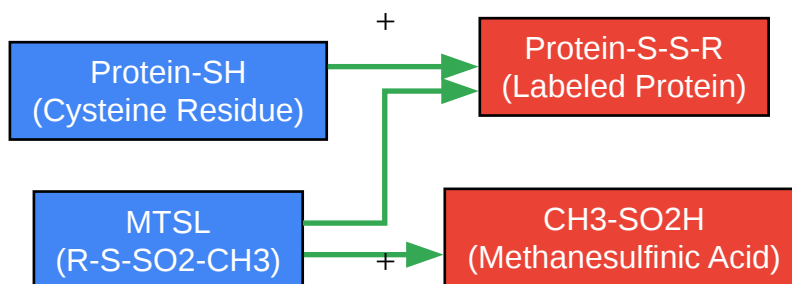 +
Protein-SH
(Cysteine Residue)
Protein-S-S-R
(Labeled Protein)
MTSL
(R-S-SO2-CH3)
+
CH3-SO2H
(Methanesulfinic Acid)